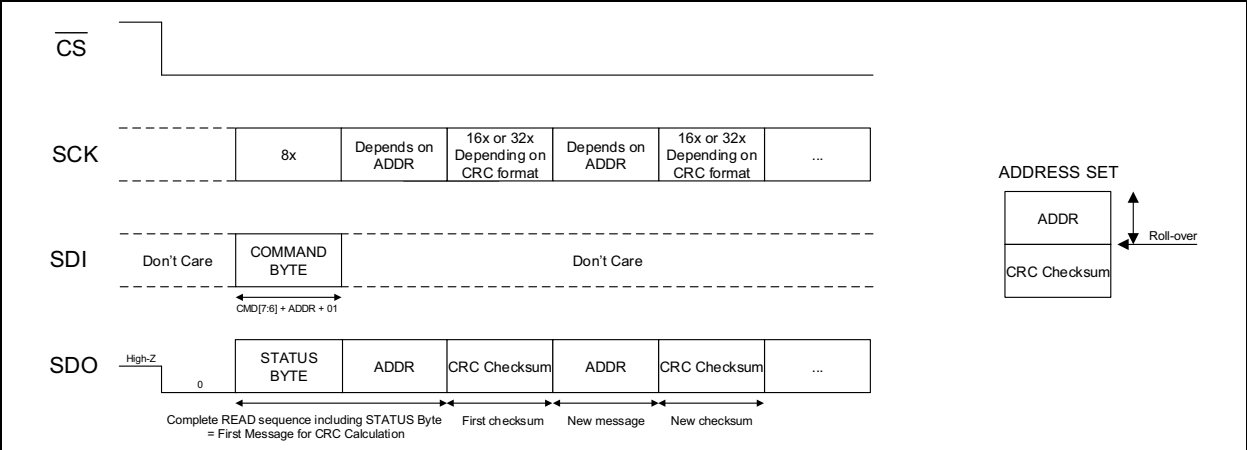 CS
SCK
8x
Depends on
ADDR
16x or 32x
Depending on
CRC format
Depends on
ADDR
16x or 32x
Depending on
CRC format
...
ADDRESS SET
ADDR
Roll-over
CRC Checksum
SDI
Don't Care
COMMAND
BYTE
Don't Care
CMD[7:6] + ADDR + 01
SDO
High-Z
0
STATUS
BYTE
ADDR
CRC Checksum
ADDR
CRC Checksum
...
Complete READ sequence including STATUS Byte
= First Message for CRC Calculation
First checksum
New message
New checksum